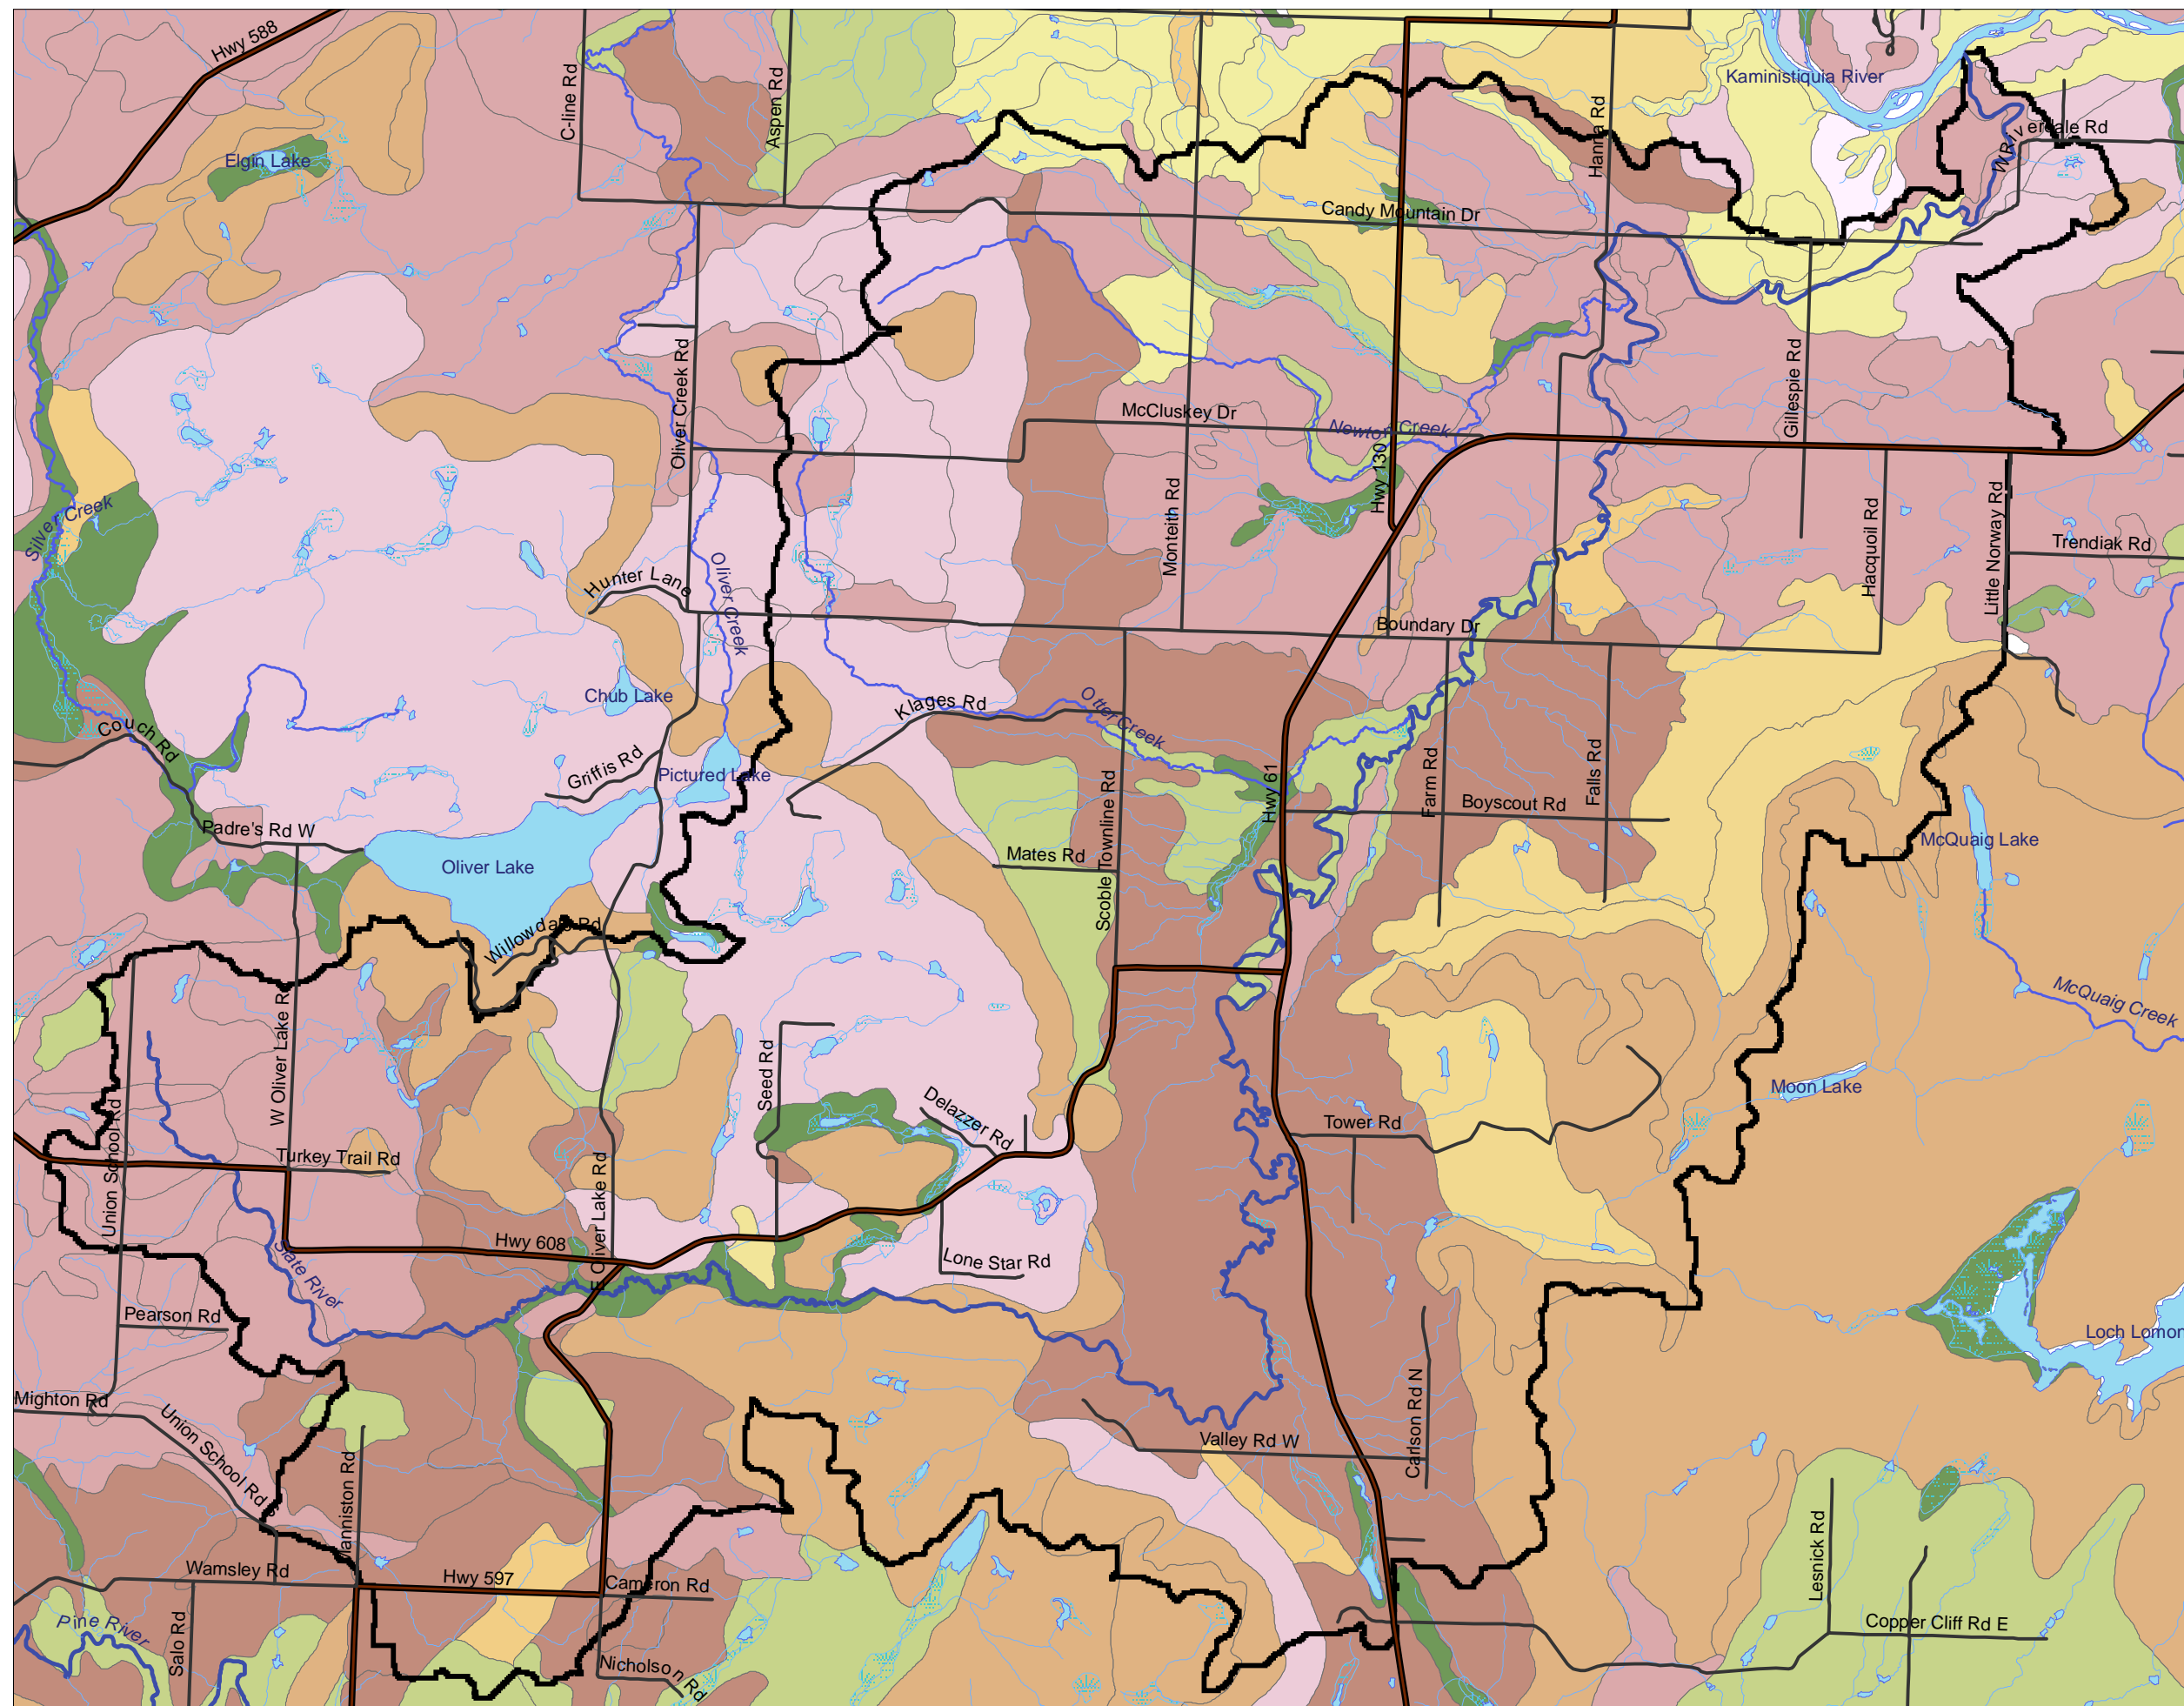 Hwy 588
C-line Rd
Aspen Rd
Kaministiquia River
Hanna Rd
W Riverdale Rd
Elgin Lake
Candy Mountain Dr
Oliver Creek Rd
McCluskey Dr
Newton Creek
Gillespie Rd
Hwy 130
Monteith Rd
Silver Creek
Hacquoil Rd
Little Norway Rd
Trendiak Rd
Hunter Lane
Oliver Creek
Boundary Dr
Chub Lake
Klages Rd
Otter Creek
Couch Rd
Griffis Rd
Pictured Lake
Hwy 61
Farm Rd
Falls Rd
Boyscout Rd
Padre's Rd W
Oliver Lake
Mates Rd
Scoble Townline Rd
McQuaig Lake
Willowdale Rd
McQuaig Creek
W Oliver Lake R
Seed Rd
Delazzer Rd
Moon Lake
Tower Rd
Union School Rd
Turkey Trail Rd
E Oliver Lake Rd
Hwy 608
Lone Star Rd
Slate River
Pearson Rd
Loch Lomon
Mighton Rd
Union School Rd S
Manniston Rd
Valley Rd W
Carlson Rd N
Wamsley Rd
Hwy 597
Cameron Rd
Lesnick Rd
Copper Cliff Rd E
Pine River
Salo Rd
Nicholson Rd